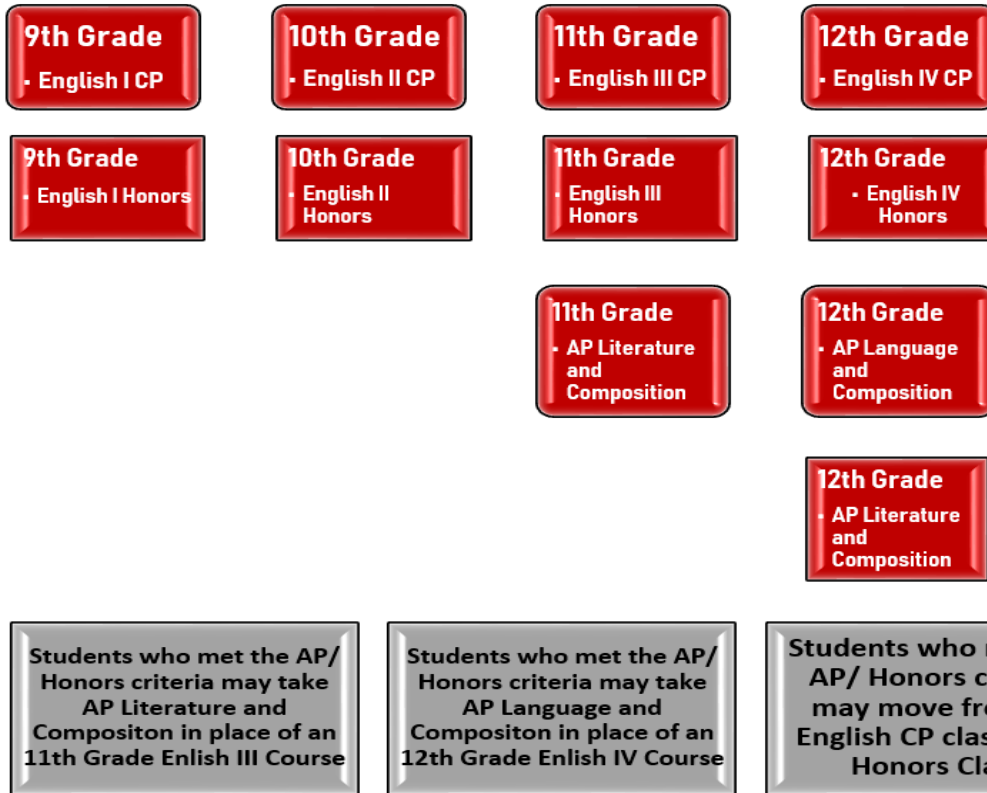 9th Grade
▪ English I CP
10th Grade
▪ English II CP
11th Grade
▪ English III CP
12th Grade
▪ English IV CP
9th Grade
▪ English I Honors
10th Grade
▪ English II
Honors
11th Grade
▪ English III
Honors
12th Grade
▪ English IV
Honors
11th Grade
▪ AP Literature
and
Composition
12th Grade
▪ AP Language
and
Composition
12th Grade
▪ AP Literature
and
Composition
Students who met the AP/
Honors criteria may take
AP Literature and
Compositon in place of an
11th Grade Enlish III Course
Students who met the AP/
Honors criteria may take
AP Language and
Compositon in place of an
12th Grade Enlish IV Course
Students who
AP/ Honors
may move
English CP
Honors